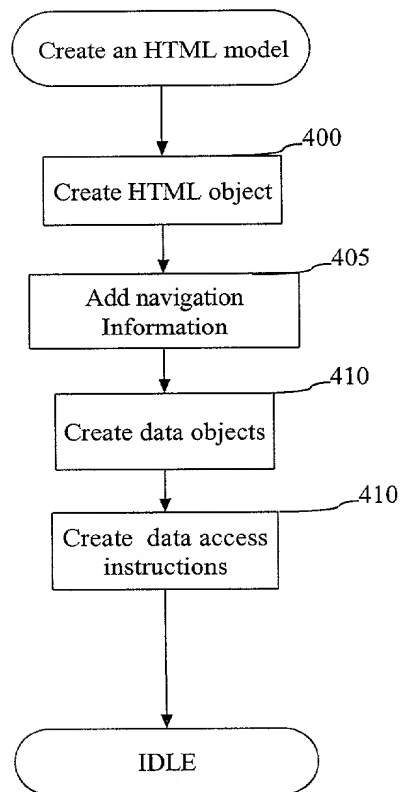 Create an HTML model
400
Create HTML object
405
Add navigation
Information
410
Create data objects
410
Create data access
instructions
IDLE